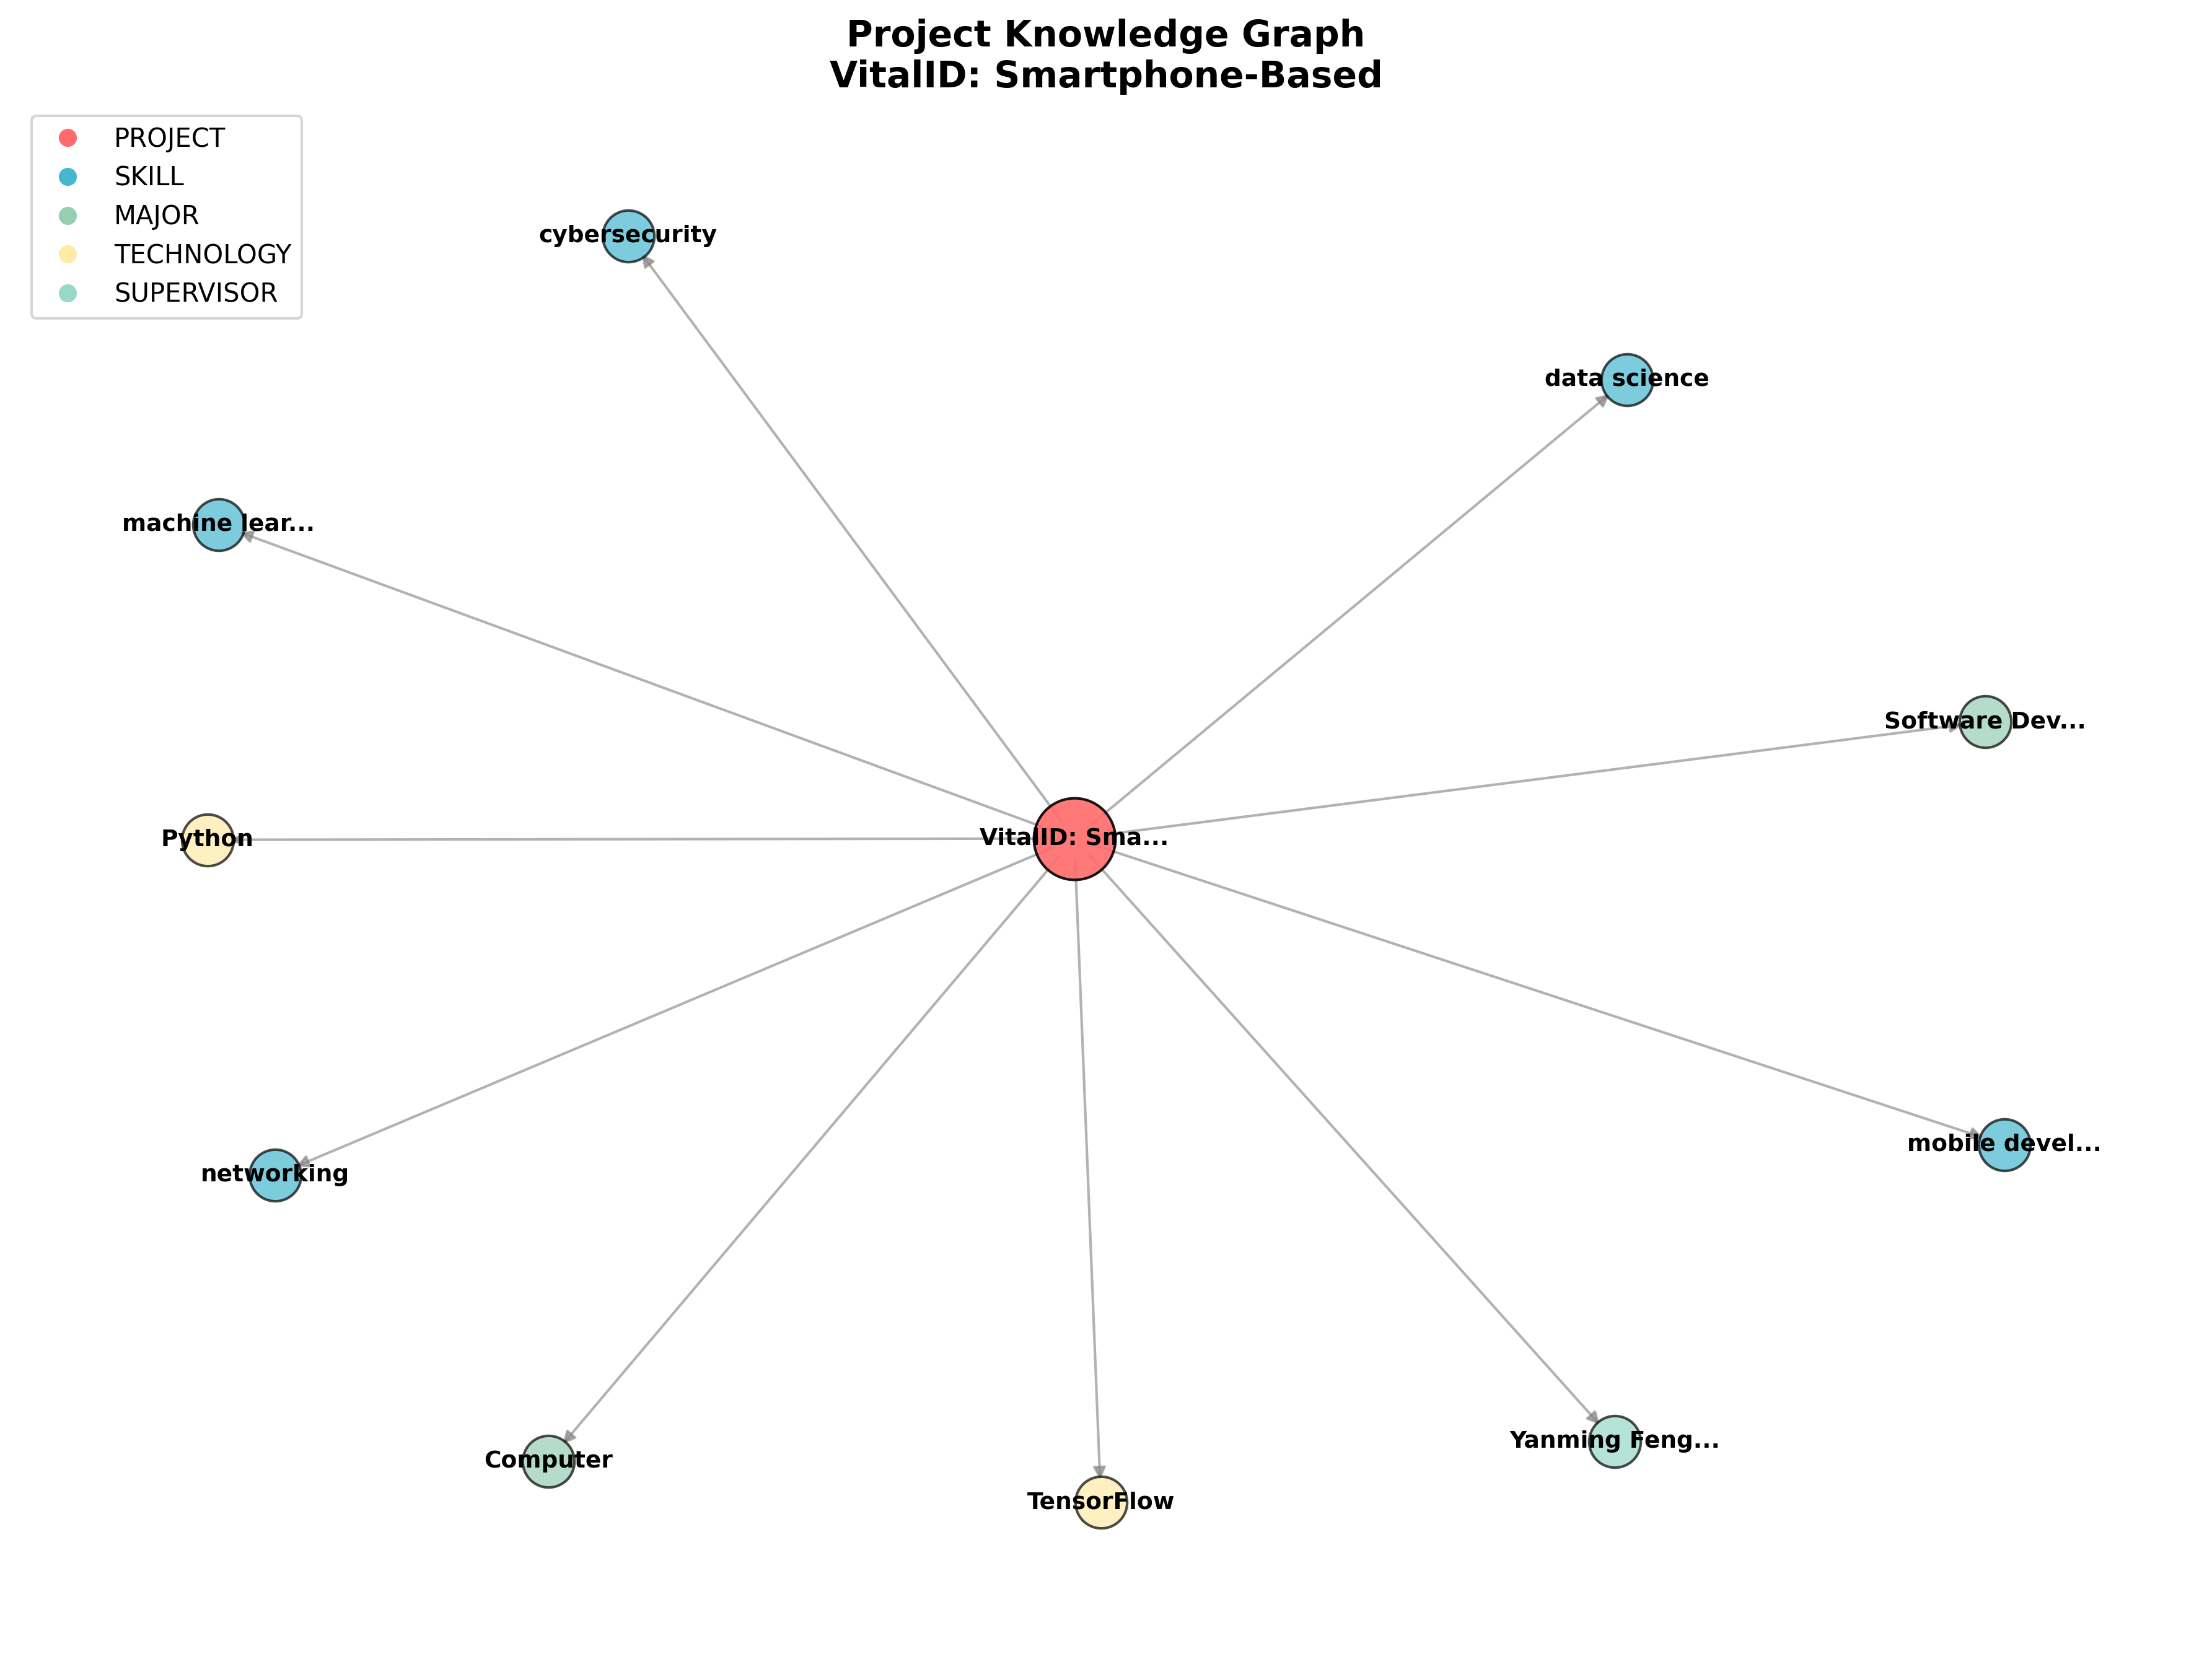 Project Knowledge Graph
VitalID: Smartphone-Based
PROJECT
SKILL
MAJOR
TECHNOLOGY
SUPERVISOR
cybersecurity
data science
machine lear...
Software Dev...
VitalID: Sma...
Python
mobile devel...
networking
Yanming Feng...
Computer
TensorFlow